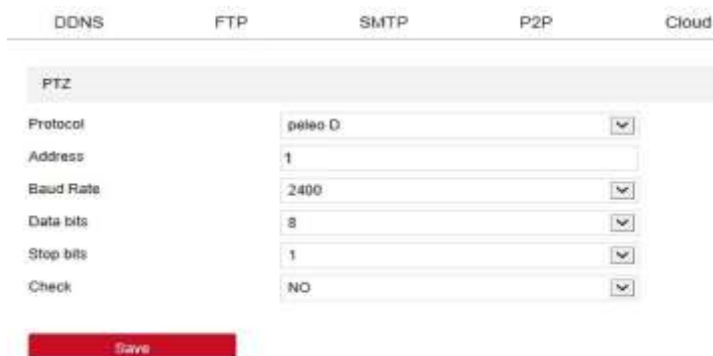 DDNS FTP SMTP P2P Cloud
PTZ
Protocol peleo D
Address 1
Baud Rate 2400
Data bits 8
Stop bits 1
Check NO
Save